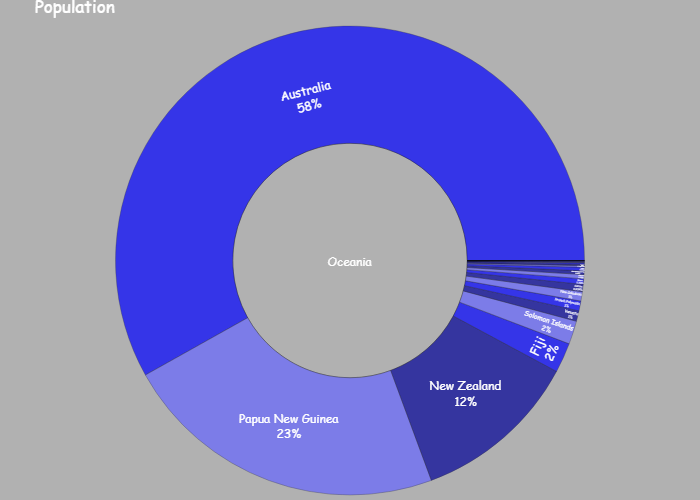 Population
Australia
58%
Oceania
Solomon Islands
2%
Fiji
2%
New Zealand
12%
Papua New Guinea
23%